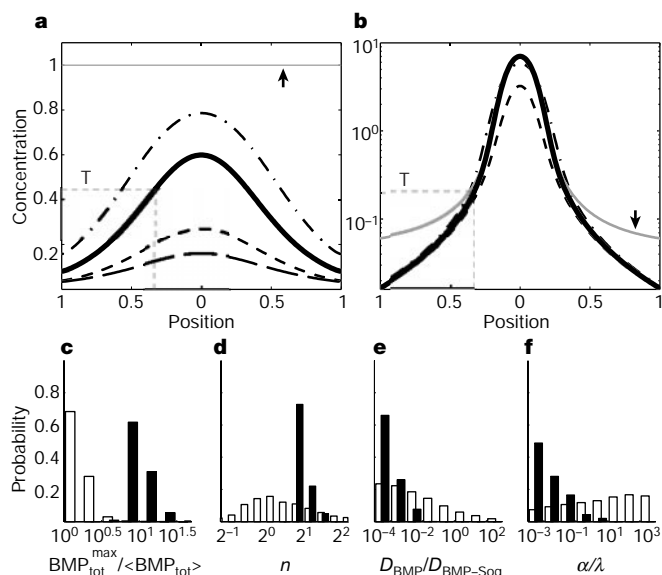 a
b
Concentration
1
0.8
0.6
0.4
0.2
T
1 0.5 0 0.5 1
Position
10^1
10^0
10^-1
T
1 0.5 0 0.5 1
Position
c
d
e
f
Probability
0.8
0.6
0.4
0.2
10^0 10^0.5 10^1 10^1.5
BMP_tot^max/<BMP_tot>
2^-1 2^0 2^1 2^2
n
10^-4 10^-2 10^0 10^2
D_BMP/D_BMP–Sog
10^-3 10^-1 10^1 10^3
α/λ